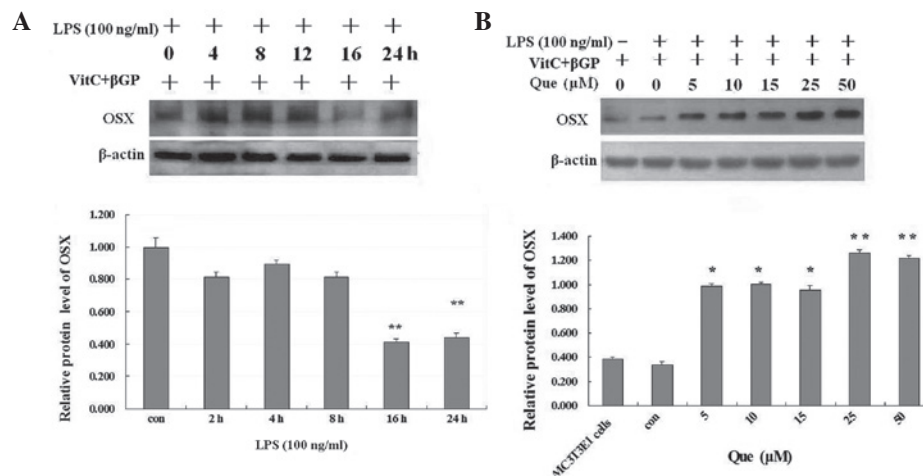 A
LPS (100 ng/ml) + + + + + +
0 4 8 12 16 24 h
VitC+βGP + + + + + +
OSX
β-actin
1.200
1.000
0.800
0.600
0.400
0.200
0.000
Relative protein level of OSX
** **
con 2 h 4 h 8 h 16 h 24 h
LPS (100 ng/ml)
B
LPS (100 ng/ml) – + + + + + +
VitC+βGP + + + + + + +
Que (μM) 0 0 5 10 15 25 50
OSX
β-actin
1.400
1.200
1.000
0.800
0.600
0.400
0.200
0.000
Relative protein level of OSX
* * * ** **
MC3T3E1 cells con 5 10 15 25 50
Que (μM)